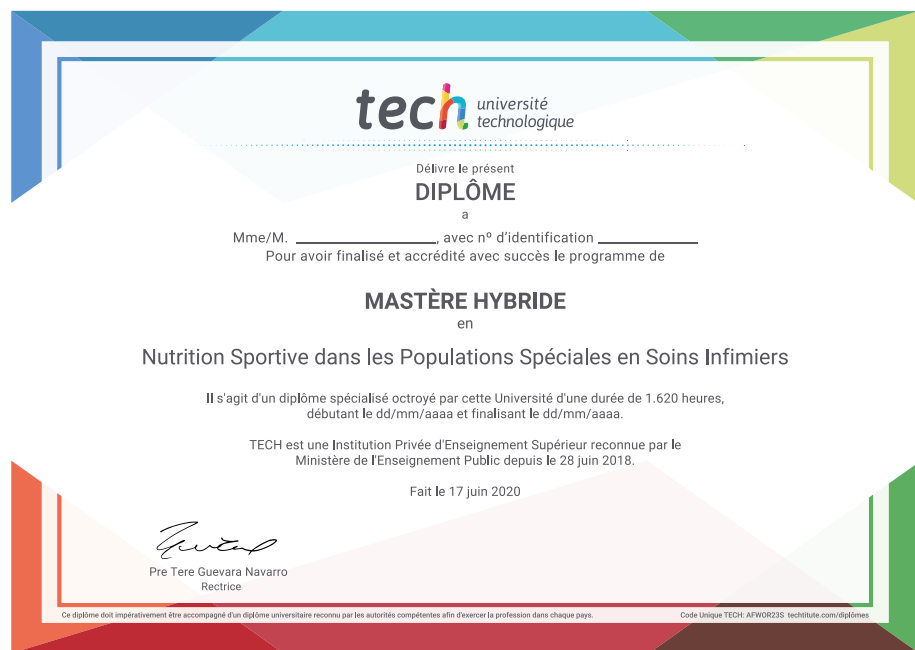 tech université
technologique
Délivre le présent
DIPLÔME
a
Mme/M. ____________, avec nº d'identification ____________
Pour avoir finalisé et accrédité avec succès le programme de
MASTÈRE HYBRIDE
en
Nutrition Sportive dans les Populations Spéciales en Soins Infimiers
Il s'agit d'un diplôme spécialisé octroyé par cette Université d'une durée de 1.620 heures,
débutant le dd/mm/aaaa et finalisant le dd/mm/aaaa.
TECH est une Institution Privée d'Enseignement Supérieur reconnue par le
Ministère de l'Enseignement Public depuis le 28 juin 2018.
Fait le 17 juin 2020
Pre Tere Guevara Navarro
Rectrice
Ce diplôme doit impérativement être accompagné d'un diplôme universitaire reconnu par les autorités compétentes afin d'exercer la profession dans chaque pays. Code Unique TECH: AFWOR23S techtitute.com/diplômes